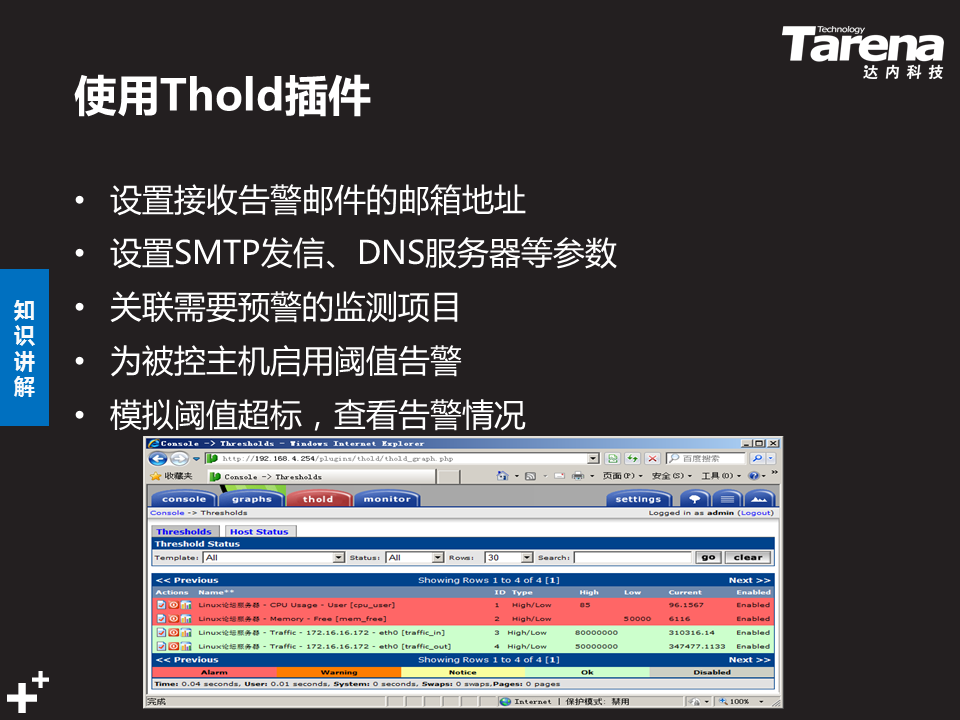 Technology
Tarena
达内科技
使用Thold插件
• 设置接收告警邮件的邮箱地址
• 设置SMTP发信、DNS服务器等参数
• 关联需要预警的监测项目
• 为被控主机启用阈值告警
• 模拟阈值超标，查看告警情况
知识讲解
Console -> Thresholds - Windows Internet Explorer
http://192.168.4.254/plugins/thold/thold_graph.php
百度搜索
收藏夹 Console -> Thresholds 页面(P) 安全(S) 工具(O)
console graphs thold monitor settings
Console -> Thresholds Logged in as admin (Logout)
Thresholds Host Status
Threshold Status
Template: All Status: All Rows: 30 Search: go clear
<< Previous Showing Rows 1 to 4 of 4 [1] Next >>
Actions Name** ID Type High Low Current Enabled
Linux论坛服务器 - CPU Usage - User [cpu_user] 1 High/Low 85 96.1567 Enabled
Linux论坛服务器 - Memory - Free [mem_free] 2 High/Low 50000 6116 Enabled
Linux论坛服务器 - Traffic - 172.16.16.172 - eth0 [traffic_in] 3 High/Low 80000000 310316.14 Enabled
Linux论坛服务器 - Traffic - 172.16.16.172 - eth0 [traffic_out] 4 High/Low 50000000 347477.1133 Enabled
<< Previous Showing Rows 1 to 4 of 4 [1] Next >>
Alarm Warning Notice Ok Disabled
Time: 0.04 seconds, User: 0.01 seconds, System: 0 seconds, Swaps: 0 swaps,Pages: 0 pages
完成 Internet | 保护模式: 禁用 100%